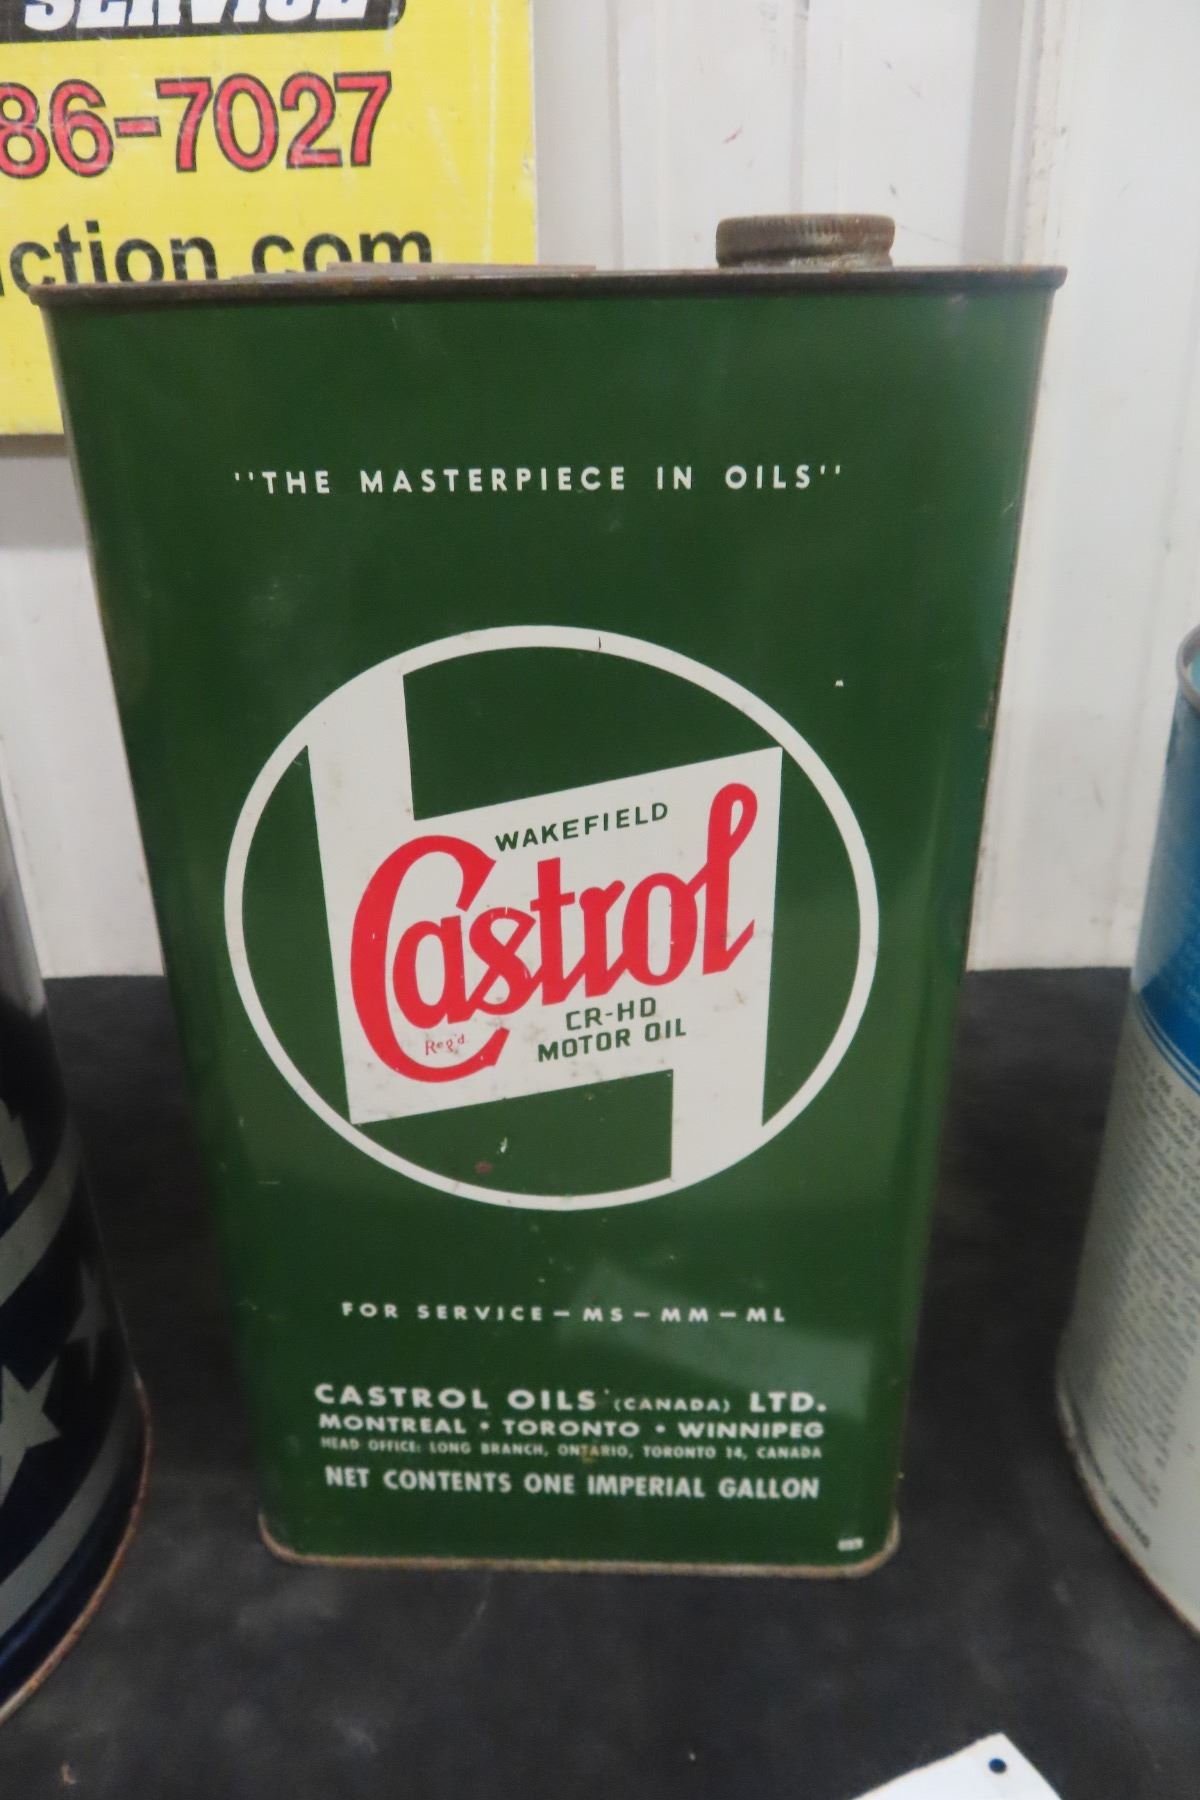 SERVICE
86-7027
ction.com
"THE MASTERPIECE IN OILS"
WAKEFIELD
Castrol
Reg'd
CR-HD
MOTOR OIL
FOR SERVICE – MS – MM – ML
CASTROL OILS (CANADA) LTD.
MONTREAL • TORONTO • WINNIPEG
HEAD OFFICE: LONG BRANCH, ONTARIO, TORONTO 14, CANADA
NET CONTENTS ONE IMPERIAL GALLON